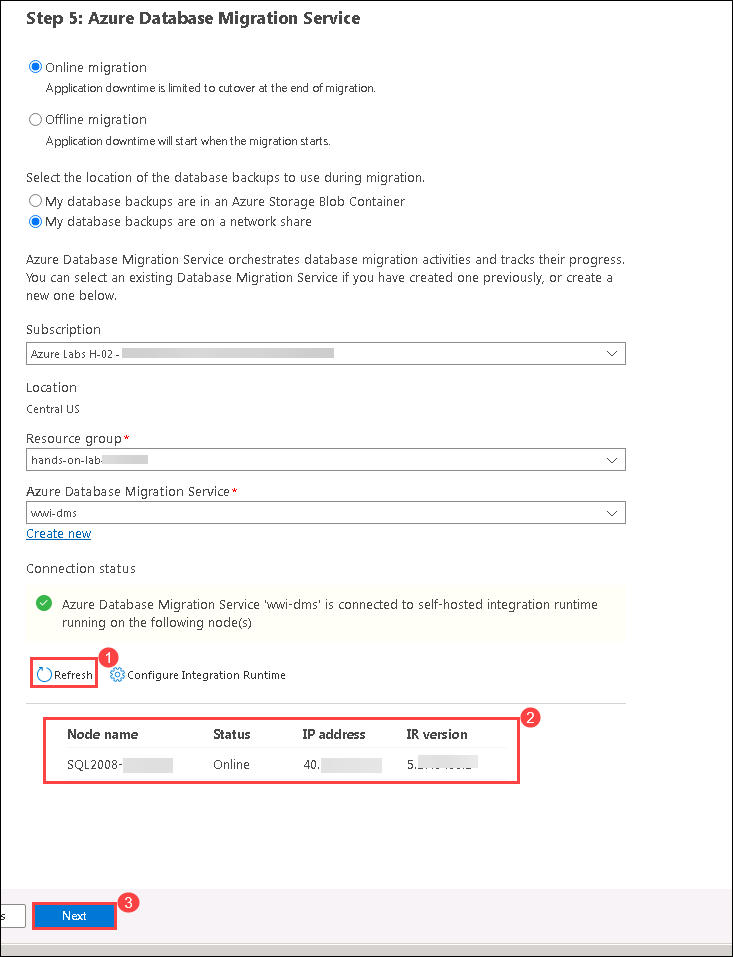 Step 5: Azure Database Migration Service
Online migration
Application downtime is limited to cutover at the end of migration.
Offline migration
Application downtime will start when the migration starts.
Select the location of the database backups to use during migration.
My database backups are in an Azure Storage Blob Container
My database backups are on a network share
Azure Database Migration Service orchestrates database migration activities and tracks their progress.
You can select an existing Database Migration Service if you have created one previously, or create a
new one below.
Subscription
Azure Labs H-02 -
Location
Central US
Resource group*
hands-on-lab-
Azure Database Migration Service*
wwi-dms
Create new
Connection status
Azure Database Migration Service 'wwi-dms' is connected to self-hosted integration runtime
running on the following node(s)
1
Refresh Configure Integration Runtime
2
Node name Status IP address IR version
SQL2008- Online 40. 5.
3
s Next